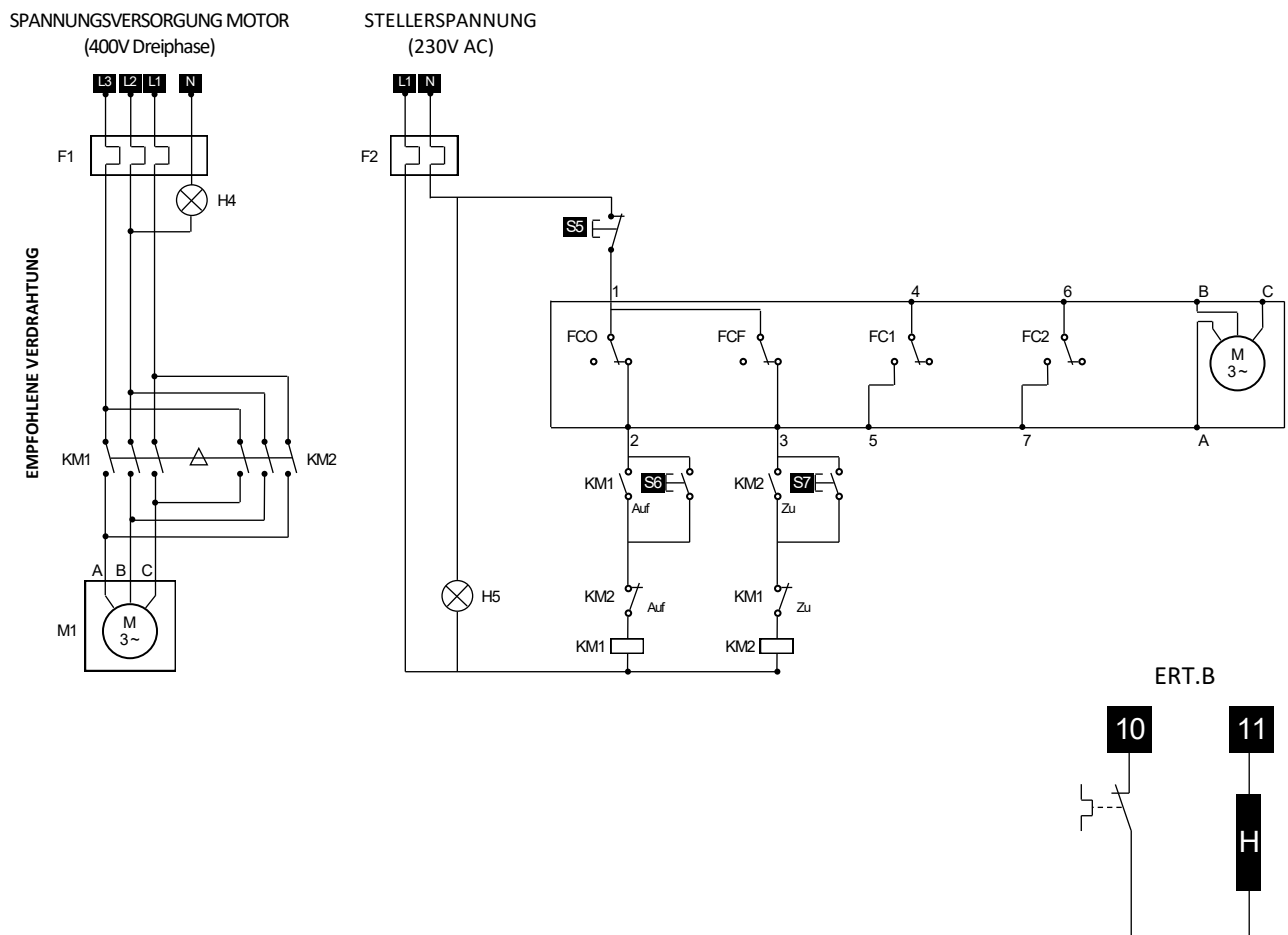 SPANNUNGSVERSORGUNG MOTOR
(400V Dreiphase)
STELLERSPANNUNG
(230V AC)
L3 L2 L1 N
L1 N
F1
F2
H4
S5
EMPFOHLENE VERDRAHTUNG
1 4 6 B C
FCO FCF FC1 FC2
M
3~
2 3 5 7 A
KM1 KM2
KM1 S6 KM2 S7
Auf Zu
A B C
M1
M
3~
H5
KM2 Auf KM1 Zu
KM1 KM2
ERT.B
10 11
H